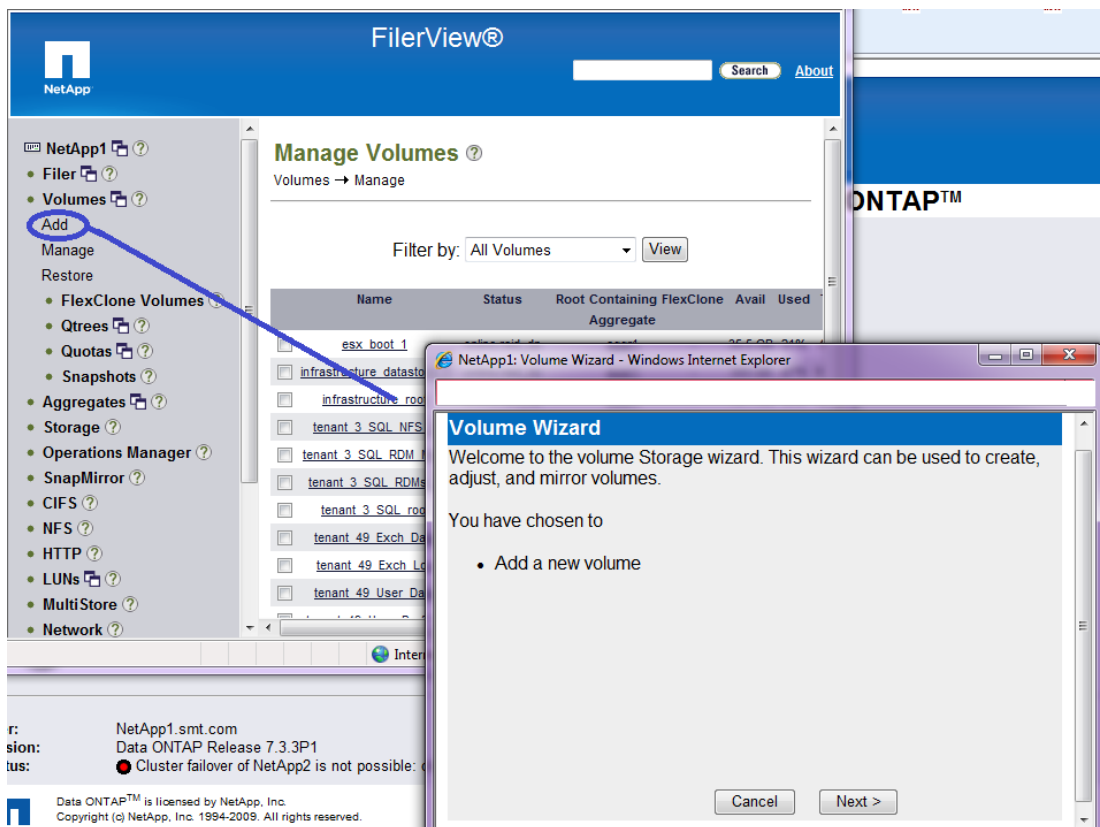 FilerView®
NetApp
Search
About
NetApp1
Filer
Volumes
Add
Manage
Restore
FlexClone Volumes
Qtrees
Quotas
Snapshots
Aggregates
Storage
Operations Manager
SnapMirror
CIFS
NFS
HTTP
LUNs
MultiStore
Network
Manage Volumes
Volumes → Manage
Filter by: All Volumes View
Name Status Root Containing FlexClone Avail Used
Aggregate
esx_boot_1
infrastructure_datasto
infrastructure_roo
tenant_3_SQL_NFS
tenant_3_SQL_RDM
tenant_3_SQL_RDMs
tenant_3_SQL_roo
tenant_49_Exch_Da
tenant_49_Exch_Lo
tenant_49_User_Da
Inter
ONTAP™
NetApp1: Volume Wizard - Windows Internet Explorer
Volume Wizard
Welcome to the volume Storage wizard. This wizard can be used to create,
adjust, and mirror volumes.
You have chosen to
• Add a new volume
Cancel
Next >
r: NetApp1.smt.com
sion: Data ONTAP Release 7.3.3P1
tus: Cluster failover of NetApp2 is not possible:
Data ONTAP™ is licensed by NetApp, Inc.
Copyright (c) NetApp, Inc. 1994-2009. All rights reserved.